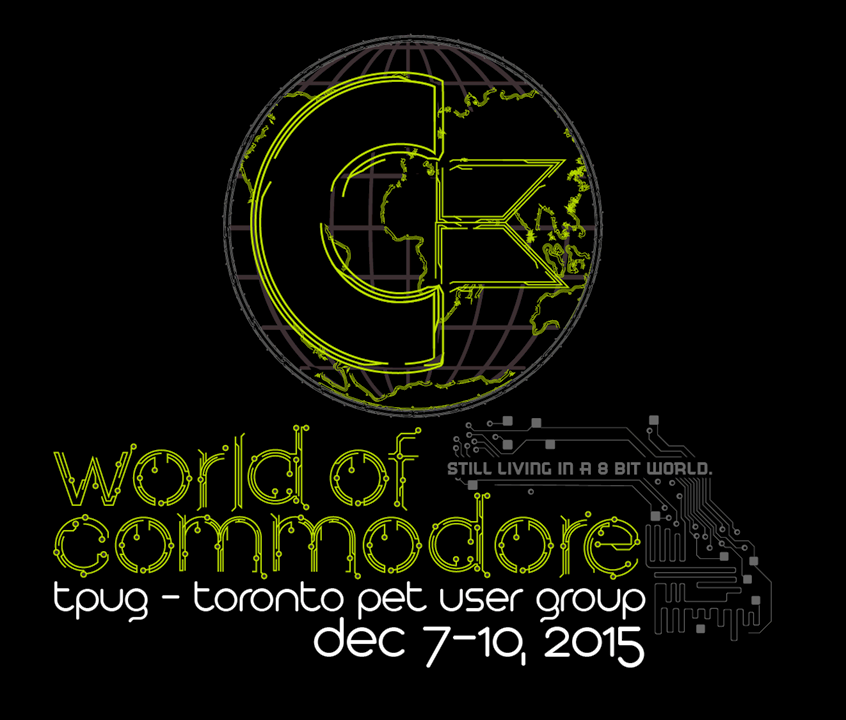 STILL LIVING IN A 8 BIT WORLD.
world of
commodore
tpug - toronto pet user group
dec 7-10, 2015